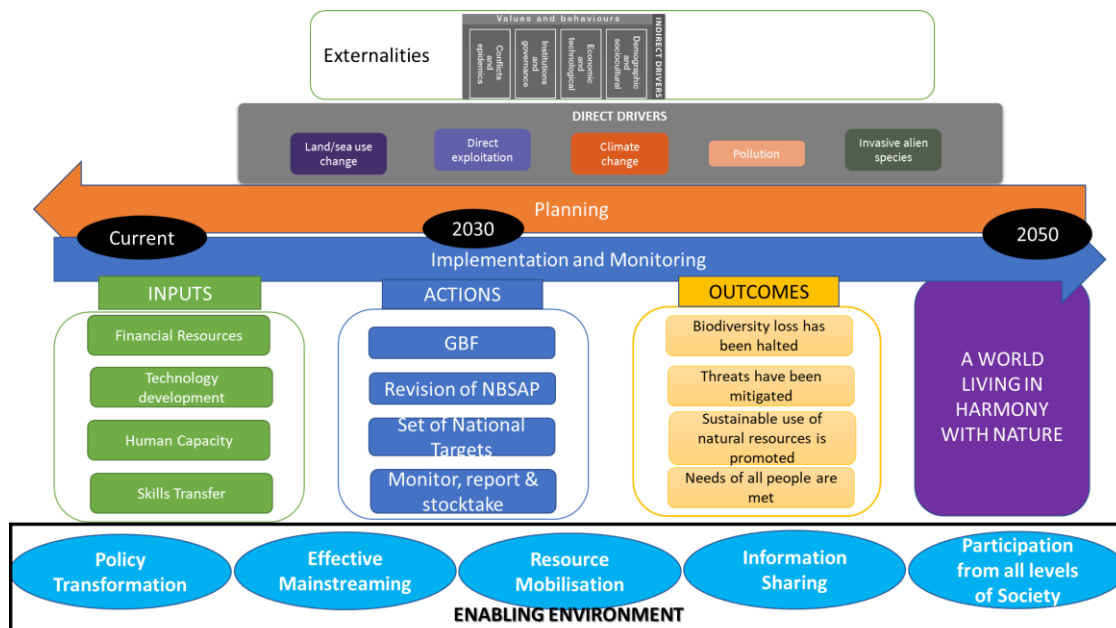 Values and behaviours
Externalities
Conflicts
and
epidemics
Institutions
and
governance
Economic
and
technological
Demographic
and
sociocultural
INDIRECT DRIVERS
DIRECT DRIVERS
Land/sea use
change
Direct
exploitation
Climate
change
Pollution
Invasive alien
species
Planning
Current
2030
2050
Implementation and Monitoring
INPUTS
Financial Resources
Technology
development
Human Capacity
Skills Transfer
ACTIONS
GBF
Revision of NBSAP
Set of National
Targets
Monitor, report &
stocktake
OUTCOMES
Biodiversity loss has
been halted
Threats have been
mitigated
Sustainable use of
natural resources is
promoted
Needs of all people are
met
A WORLD
LIVING IN
HARMONY
WITH NATURE
Policy
Transformation
Effective
Mainstreaming
Resource
Mobilisation
Information
Sharing
Participation
from all levels
of Society
ENABLING ENVIRONMENT